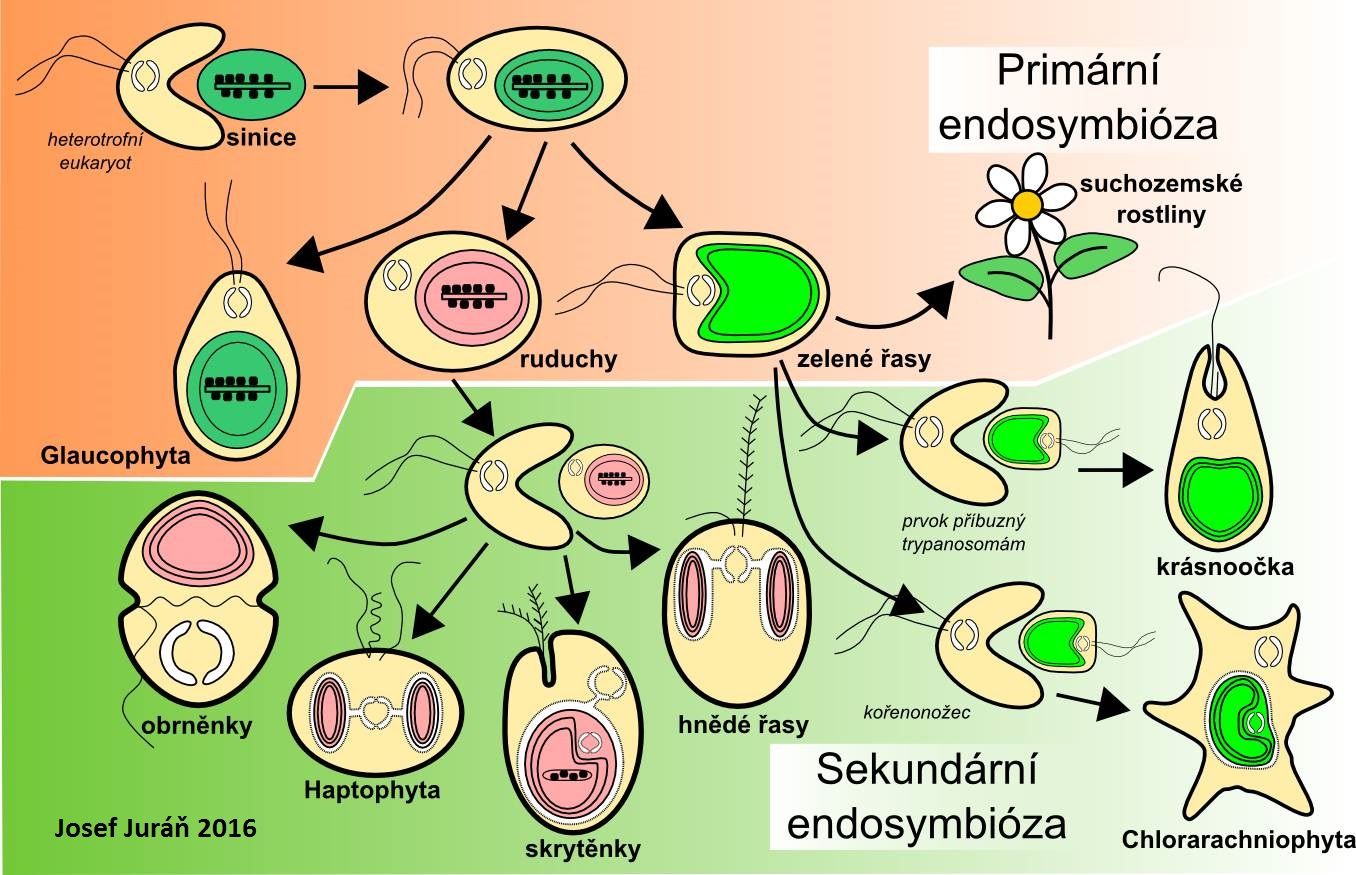 Primární
endosymbióza
heterotrofní
eukaryot
sinice
suchozemské
rostliny
ruduchy
zelené řasy
Glaucophyta
prvok příbuzný
trypanosomám
krásnoočka
obrněnky
Haptophyta
skrytěnky
hnědé řasy
kořenonožec
Sekundární
endosymbióza
Chlorarachniophyta
Josef Juráň 2016